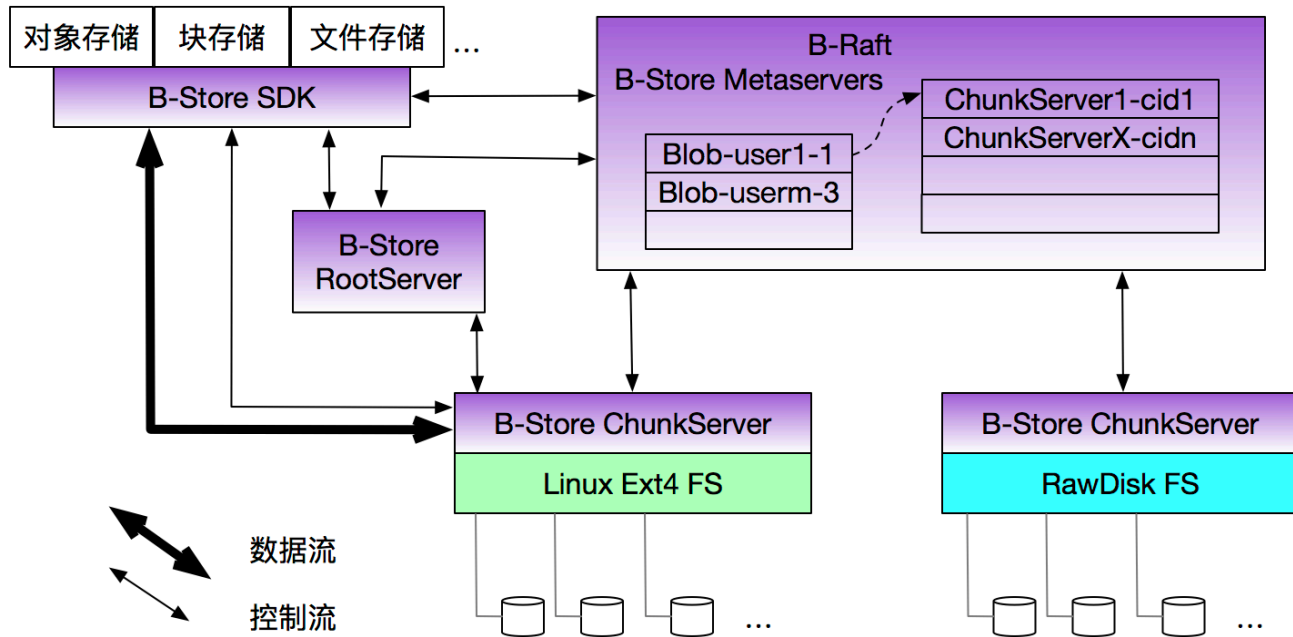 对象存储
块存储
文件存储
...
B-Store SDK
B-Raft
B-Store Metaservers
ChunkServer1-cid1
ChunkServerX-cidn
Blob-user1-1
Blob-userm-3
B-Store
RootServer
B-Store ChunkServer
Linux Ext4 FS
...
B-Store ChunkServer
RawDisk FS
...
数据流
控制流